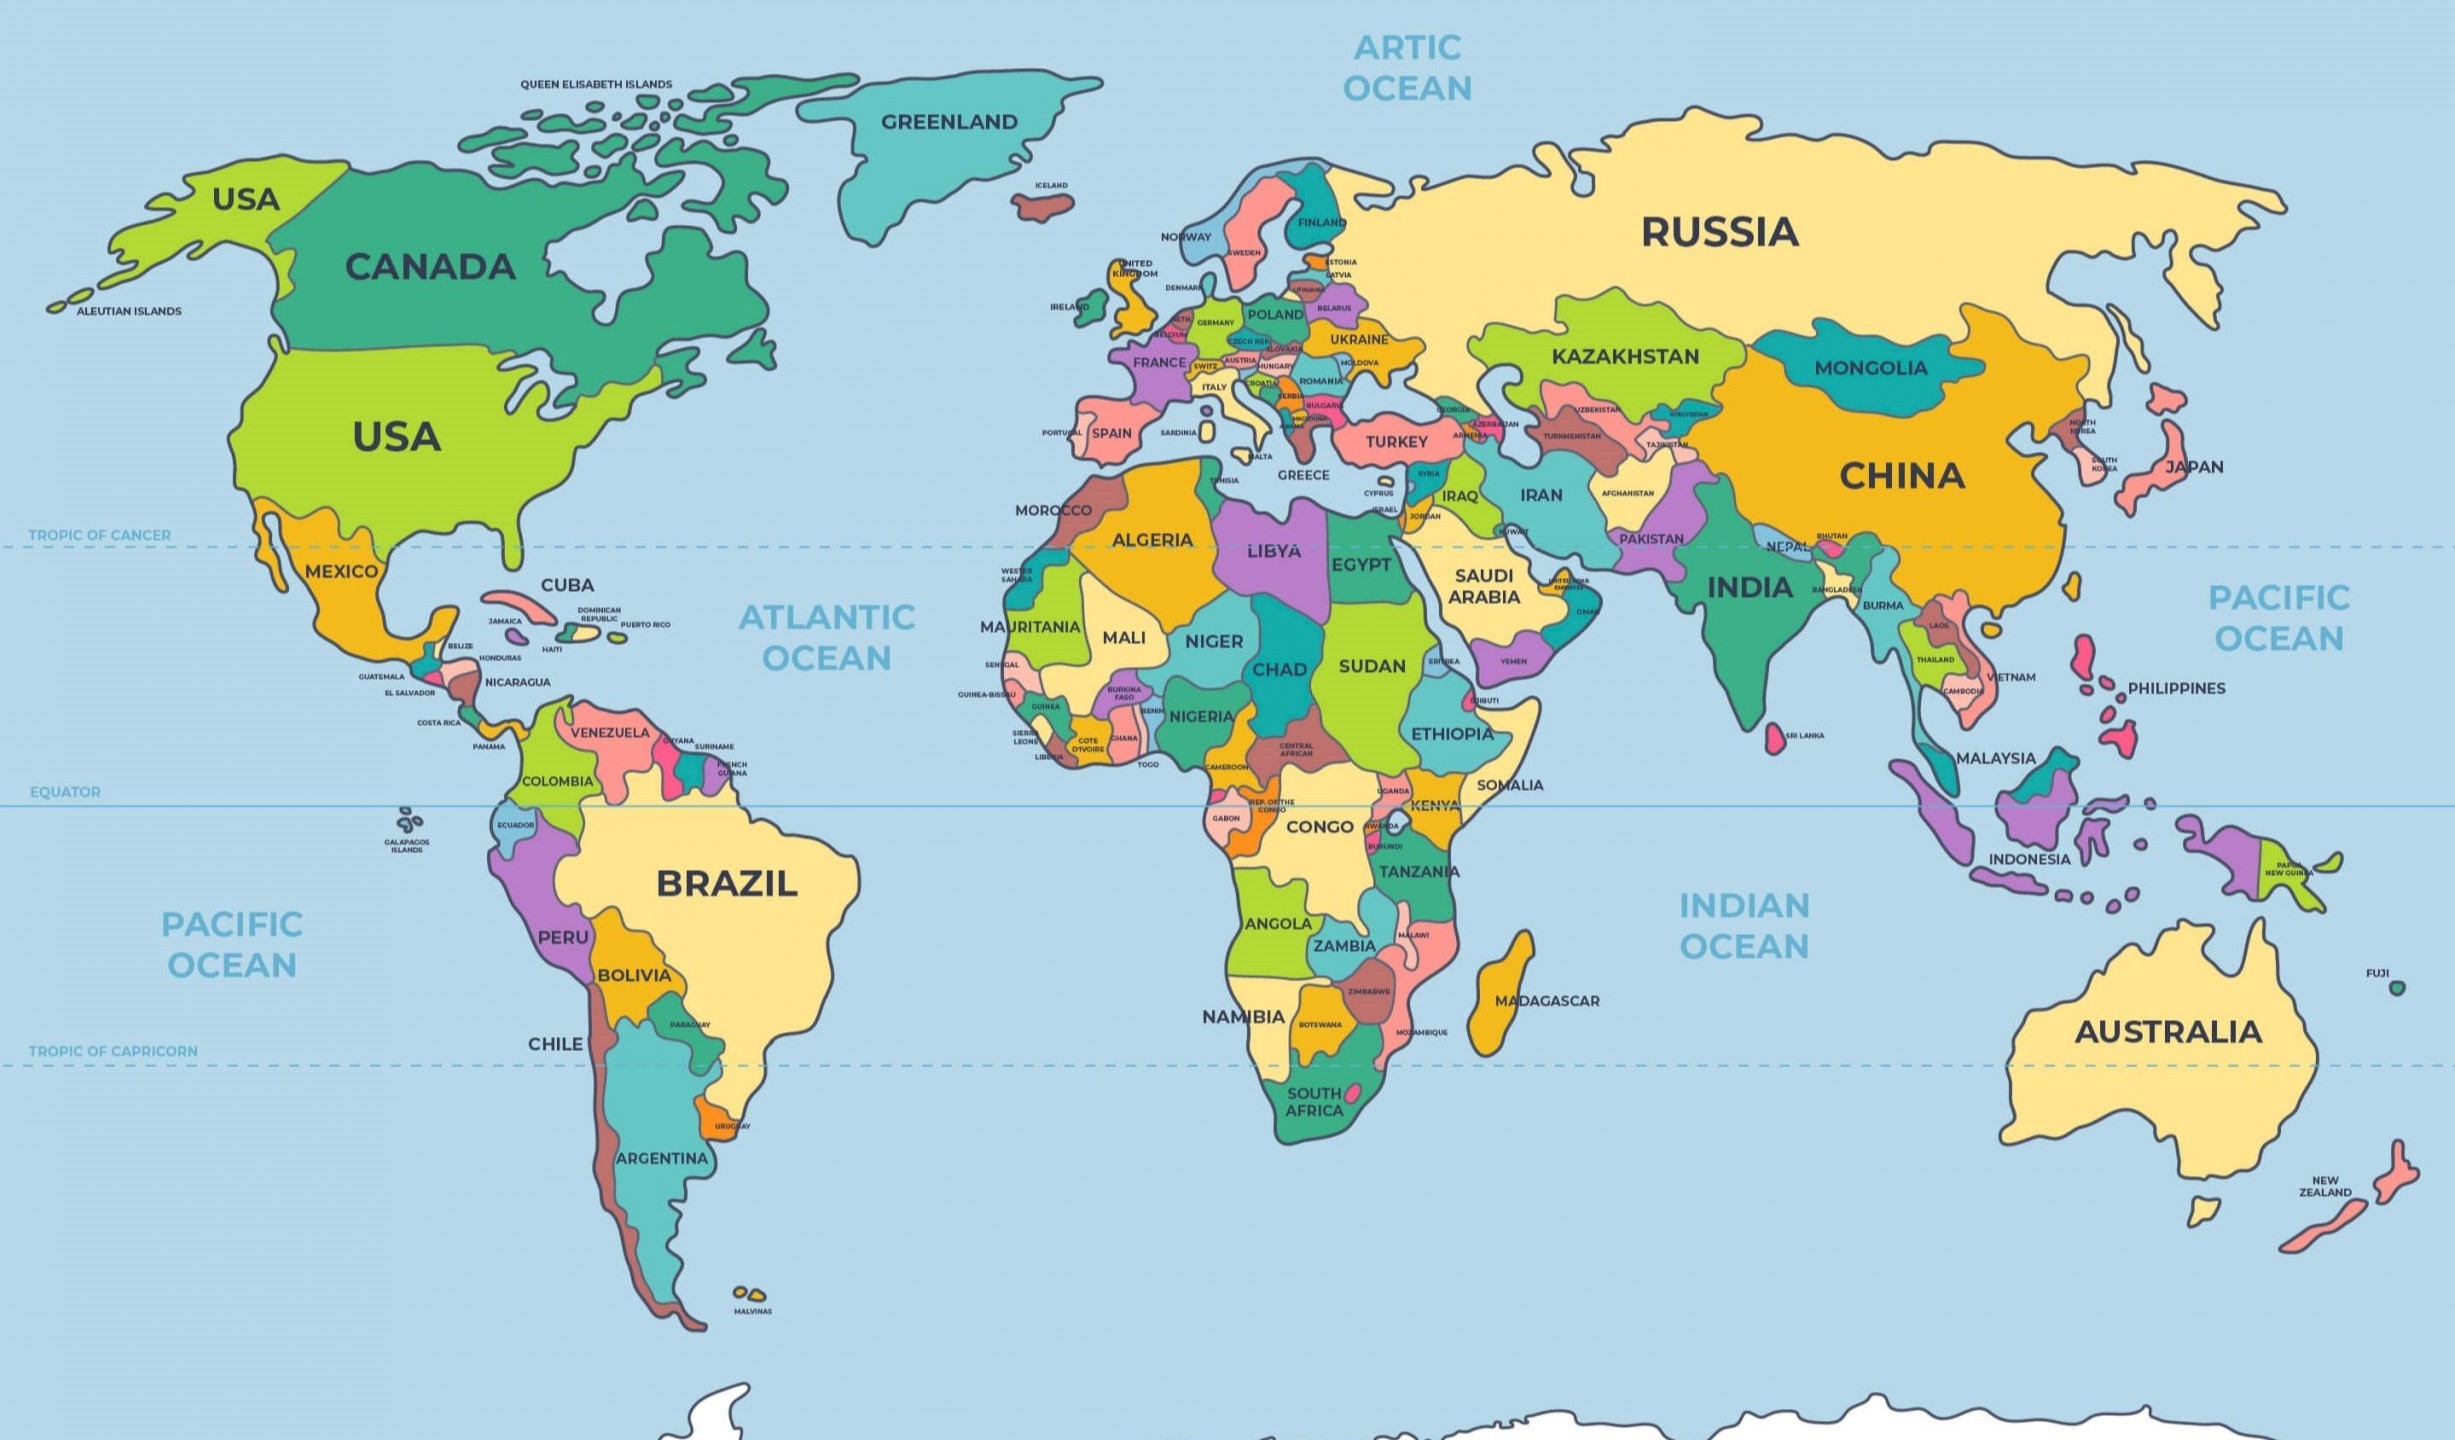 ARTIC
OCEAN
QUEEN ELISABETH ISLANDS
GREENLAND
ICELAND
USA
CANADA
ALEUTIAN ISLANDS
USA
RUSSIA
NORWAY
SWEDEN
FINLAND
ESTONIA
LATVIA
LITHUANIA
UNITED
KINGDOM
IRELAND
DENMARK
NETH.
BELGIUM
GERMANY
POLAND
BELARUS
UKRAINE
CZECH REP.
SLOVAKIA
FRANCE
SWITZ
AUSTRIA
HUNGARY
MOLDOVA
ROMANIA
ITALY
CROATIA
SERBIA
BULGARIA
MACEDONIA
PORTUGAL
SPAIN
SARDINIA
MALTA
GREECE
TURKEY
GEORGIA
ARMENIA
AZERBAIJAN
CYPRUS
SYRIA
ISRAEL
JORDAN
IRAQ
IRAN
KUWAIT
KAZAKHSTAN
UZBEKISTAN
TURKMENISTAN
KYRGYZSTAN
TAJIKISTAN
AFGHANISTAN
PAKISTAN
MONGOLIA
CHINA
NORTH
KOREA
SOUTH
KOREA
JAPAN
TROPIC OF CANCER
MEXICO
CUBA
JAMAICA
HAITI
DOMINICAN
REPUBLIC
PUERTO RICO
BELIZE
HONDURAS
GUATEMALA
EL SALVADOR
NICARAGUA
COSTA RICA
PANAMA
ATLANTIC
OCEAN
MOROCCO
ALGERIA
TUNISIA
LIBYA
EGYPT
WESTER
SAHARA
MAURITANIA
MALI
NIGER
CHAD
SUDAN
ERITREA
DJIBUTI
SENEGAL
GUINEA-BISSAU
GUINEA
SIERRA
LEONE
LIBERIA
COTE
D'IVOIRE
BURKINA
FASO
GHANA
TOGO
BENIN
NIGERIA
CAMEROON
CENTRAL
AFRICAN
ETHIOPIA
SOMALIA
SAUDI
ARABIA
UNITED ARAB
EMIRATES
OMAN
YEMEN
INDIA
NEPAL
BHUTAN
BANGLADESH
BURMA
LAOS
THAILAND
CAMBODIA
VIETNAM
SRI LANKA
PHILIPPINES
MALAYSIA
INDONESIA
PAPUA
NEW GUINEA
PACIFIC
OCEAN
EQUATOR
GALAPAGOS
ISLANDS
VENEZUELA
GUYANA
SURINAME
FRENCH
GUIANA
COLOMBIA
ECUADOR
PERU
BRAZIL
BOLIVIA
PARAGUAY
CHILE
ARGENTINA
URUGUAY
MALVINAS
PACIFIC
OCEAN
TROPIC OF CAPRICORN
GABON
REP. OF THE
CONGO
CONGO
UGANDA
KENYA
RWANDA
BURUNDI
TANZANIA
ANGOLA
ZAMBIA
MALAWI
ZIMBABWE
MOZAMBIQUE
NAMIBIA
BOTSWANA
SOUTH
AFRICA
MADAGASCAR
INDIAN
OCEAN
AUSTRALIA
FUJI
NEW
ZEALAND